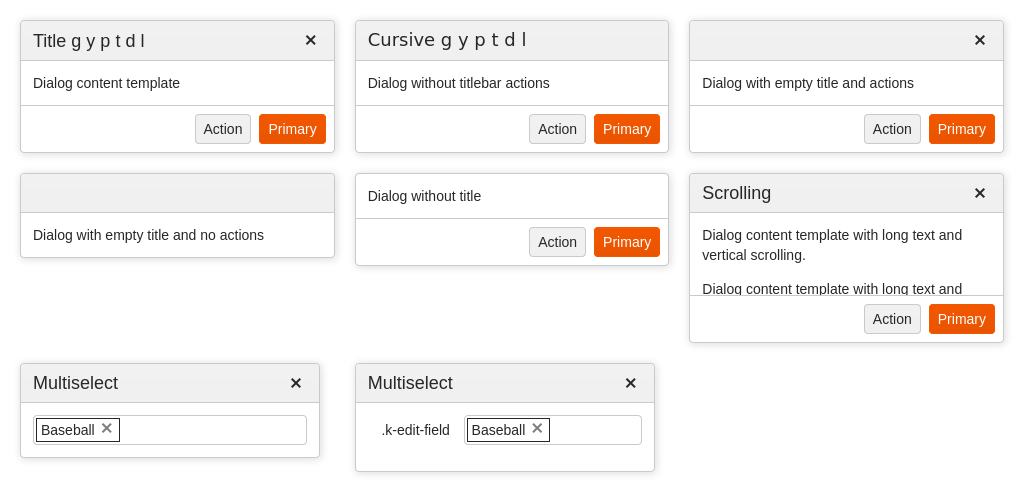 Title g y p t d l ✕
Dialog content template
Action Primary
Cursive g y p t d l
Dialog without titlebar actions
Action Primary
✕
Dialog with empty title and actions
Action Primary
Dialog with empty title and no actions
Dialog without title
Action Primary
Scrolling ✕
Dialog content template with long text and
vertical scrolling.
Dialog content template with long text and
Action Primary
Multiselect ✕
Baseball ✕
Multiselect ✕
.k-edit-field Baseball ✕